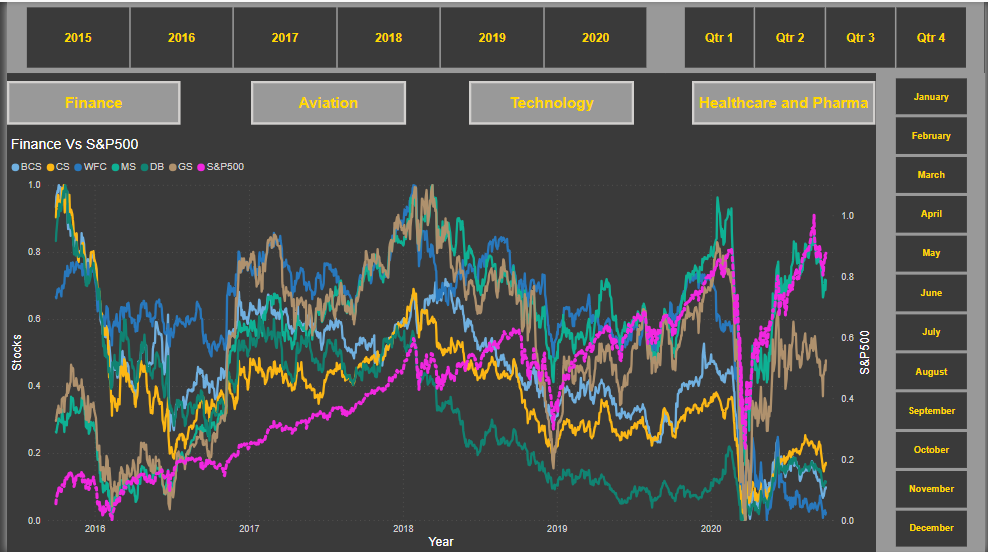 2015 2016 2017 2018 2019 2020 Qtr 1 Qtr 2 Qtr 3 Qtr 4
Finance Aviation Technology Healthcare and Pharma
January
February
March
April
May
June
July
August
September
October
November
December
Finance Vs S&P500
BCS CS WFC MS DB GS S&P500
Stocks
1.0
0.8
0.6
0.4
0.2
0.0
S&P500
1.0
0.8
0.6
0.4
0.2
0.0
2016 2017 2018 2019 2020
Year